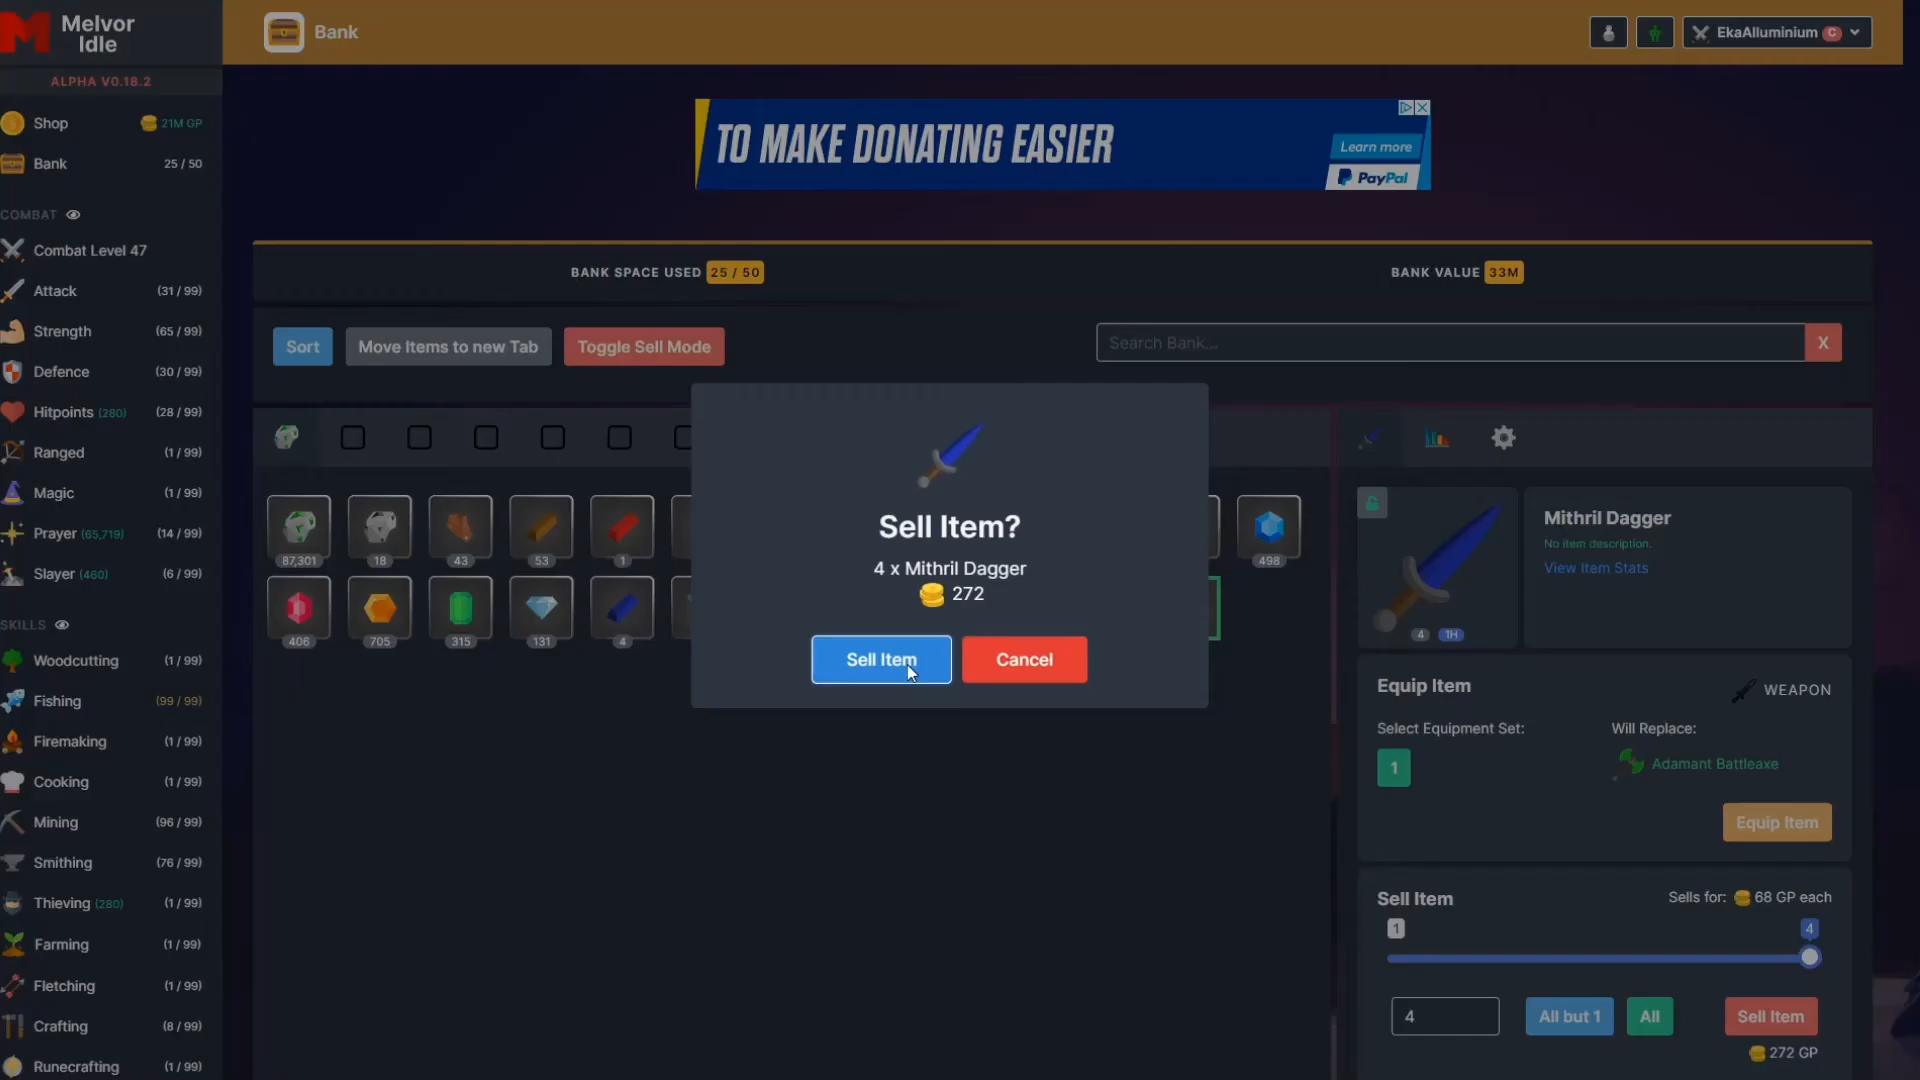 Melvor
Idle
ALPHA V0.18.2
Shop 21M GP
Bank 25 / 50
COMBAT
Combat Level 47
Attack (31 / 99)
Strength (65 / 99)
Defence (30 / 99)
Hitpoints (280) (28 / 99)
Ranged (1 / 99)
Magic (1 / 99)
Prayer (65,719) (14 / 99)
Slayer (460) (6 / 99)
SKILLS
Woodcutting (1 / 99)
Fishing (99 / 99)
Firemaking (1 / 99)
Cooking (1 / 99)
Mining (96 / 99)
Smithing (76 / 99)
Thieving (280) (1 / 99)
Farming (1 / 99)
Fletching (1 / 99)
Crafting (8 / 99)
Runecrafting (1 / 99)
Bank
EkaAlluminium C
TO MAKE DONATING EASIER
Learn more
PayPal
BANK SPACE USED 25 / 50
BANK VALUE 33M
Sort
Move Items to new Tab
Toggle Sell Mode
Search Bank...
X
87,301 18 43 53 1 498
406 705 315 131 4
Sell Item?
4 x Mithril Dagger
272
Sell Item
Cancel
4 1H
Mithril Dagger
No item description.
View Item Stats
Equip Item
WEAPON
Select Equipment Set:
Will Replace:
1
Adamant Battleaxe
Equip Item
Sell Item
Sells for: 68 GP each
1 4
4
All but 1
All
Sell Item
272 GP